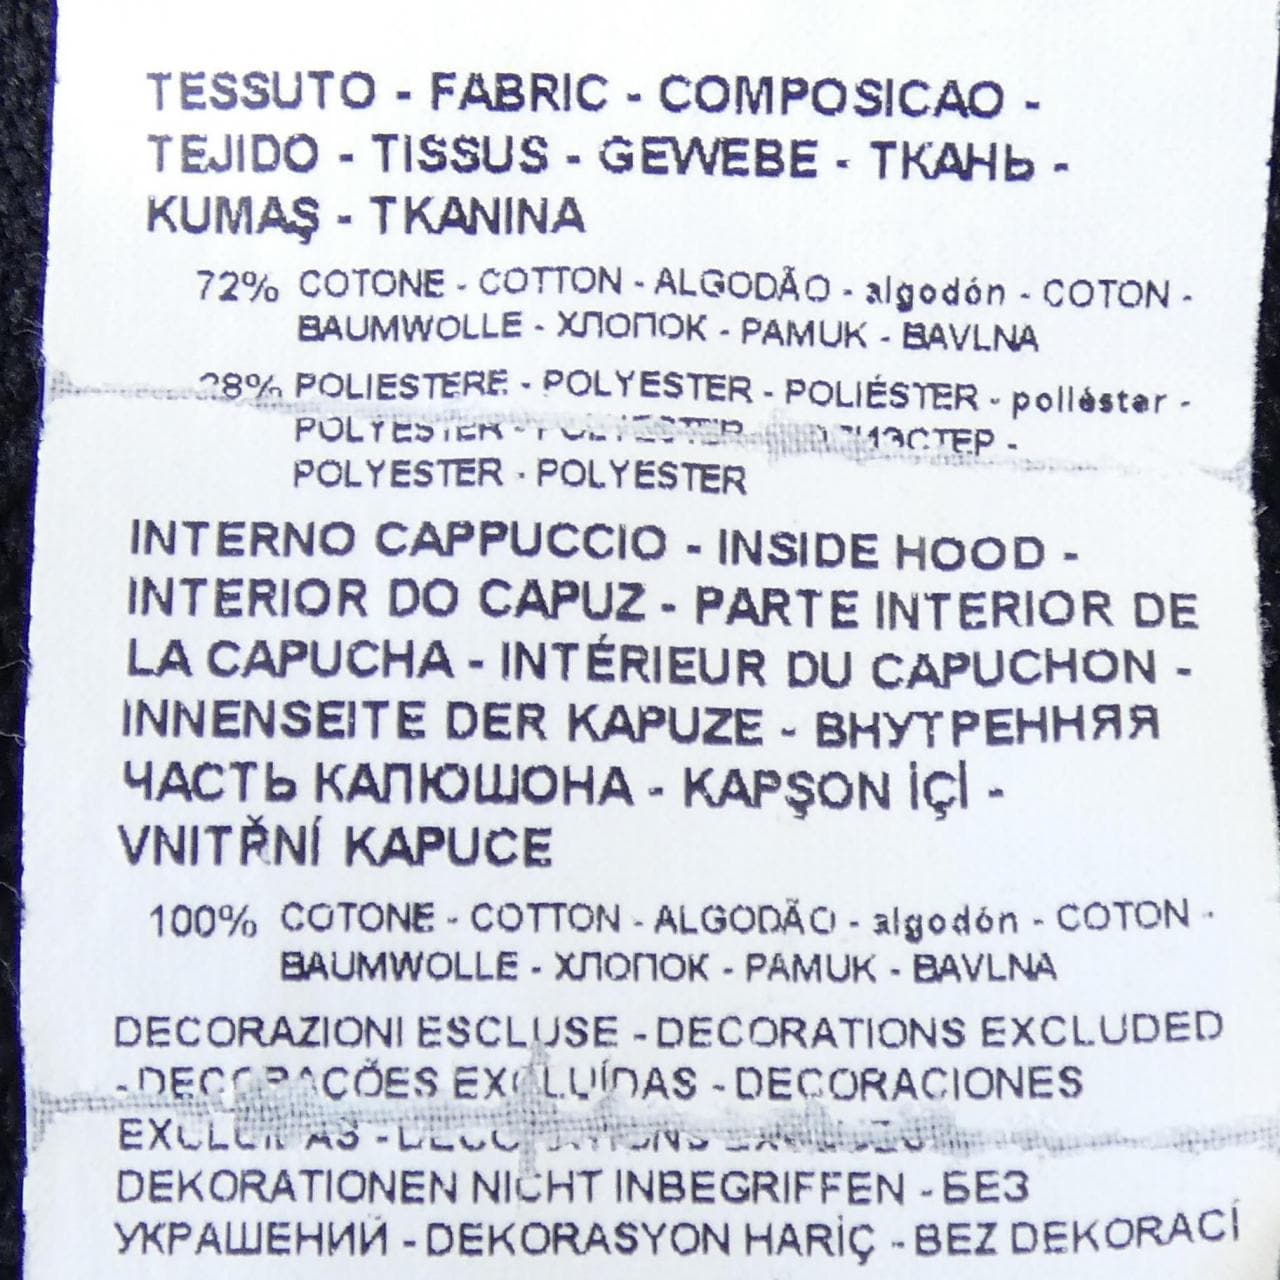 TESSUTO - FABRIC - COMPOSICAO -
TEJIDO - TISSUS - GEWEBE - ТКАНЬ -
KUMAŞ - TKANINA
72% COTONE - COTTON - ALGODÃO - algodón - COTON -
BAUMWOLLE - ХЛОПОК - PAMUK - BAVLNA
28% POLIESTERE - POLYESTER - POLIÉSTER - poliéster -
POLYESTER - POLYESTER -
POLYESTER - POLYESTER
INTERNO CAPPUCCIO - INSIDE HOOD -
INTERIOR DO CAPUZ - PARTE INTERIOR DE
LA CAPUCHA - INTÉRIEUR DU CAPUCHON -
INNENSEITE DER KAPUZE - ВНУТРЕННЯЯ
ЧАСТЬ КАПЮШОНА - KAPŞON İÇİ -
VNITŘNÍ KAPUCE
100% COTONE - COTTON - ALGODÃO - algodón - COTON -
BAUMWOLLE - ХЛОПОК - PAMUK - BAVLNA
DECORAZIONI ESCLUSE - DECORATIONS EXCLUDED
- DECORAÇÕES EXCLUÍDAS - DECORACIONES
EXCLUIDAS - DECORATIONS
DEKORATIONEN NICHT INBEGRIFFEN - БЕЗ
УКРАШЕНИЙ - DEKORASYON HARİÇ - BEZ DEKORACÍ